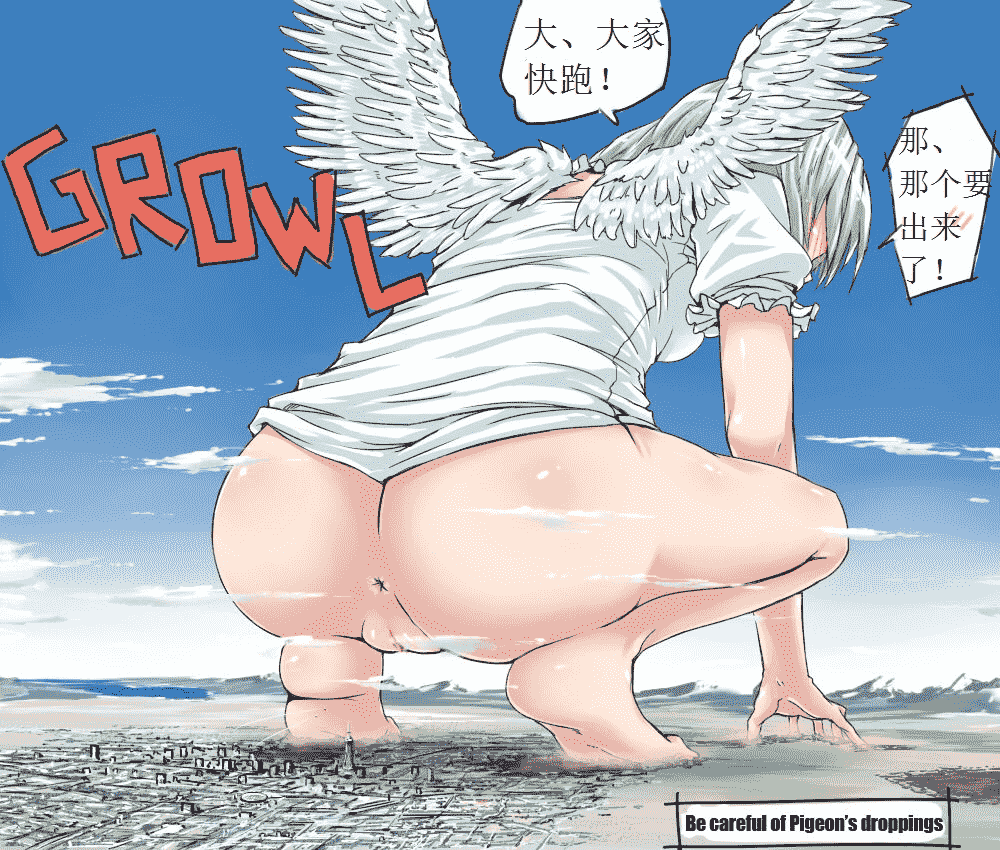 大、大家
快跑！
GROWL
那、
那个要
出来
了！
Be careful of Pigeon's droppings